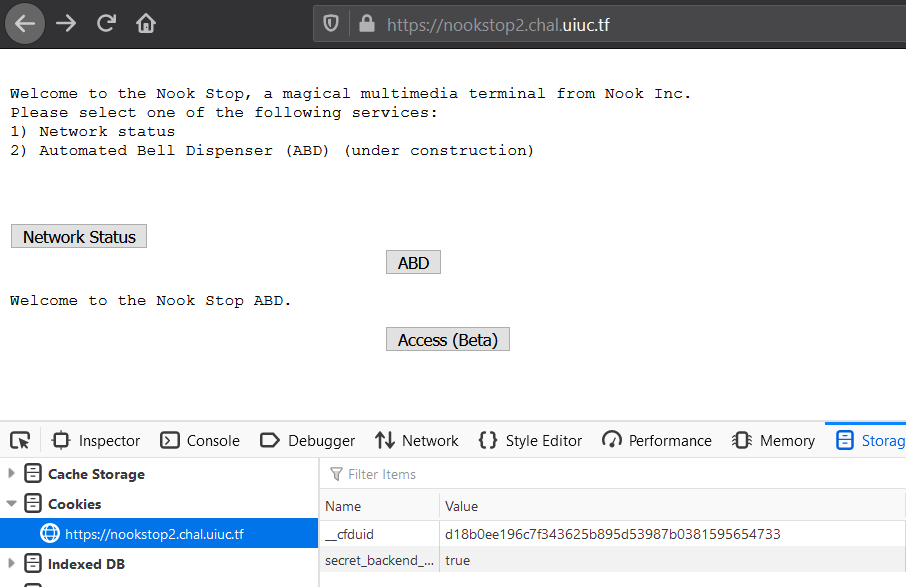 https://nookstop2.chal.uiuc.tf
Welcome to the Nook Stop, a magical multimedia terminal from Nook Inc.
Please select one of the following services:
1) Network status
2) Automated Bell Dispenser (ABD) (under construction)
Network Status
ABD
Welcome to the Nook Stop ABD.
Access (Beta)
Inspector Console Debugger Network Style Editor Performance Memory Storag
Cache Storage
Filter Items
Cookies
Name Value
https://nookstop2.chal.uiuc.tf
__cfduid d18b0ee196c7f343625b895d53987b0381595654733
Indexed DB
secret_backend_... true